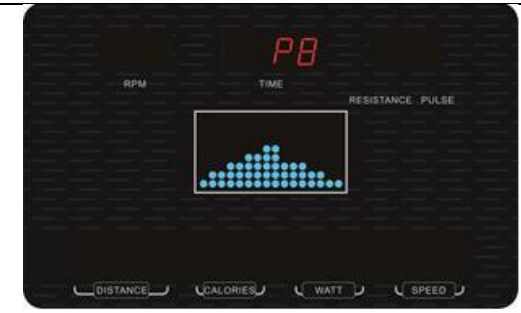 P8
RPM
TIME
RESISTANCE PULSE
DISTANCE
CALORIES
WATT
SPEED